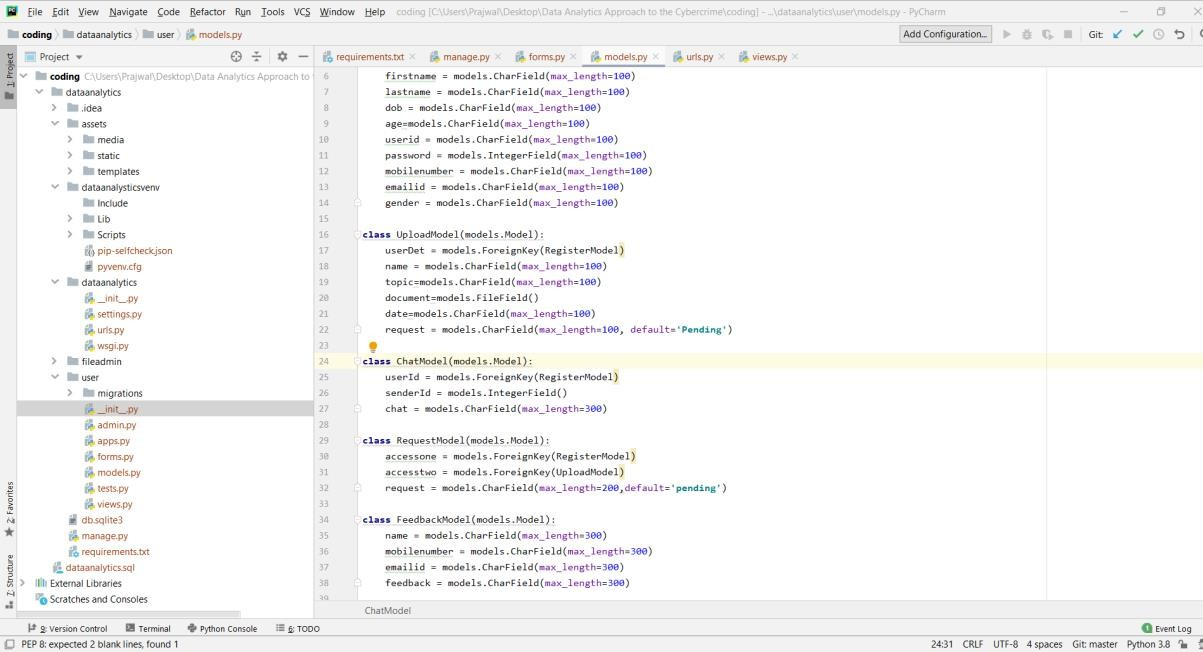 File Edit View Navigate Code Refactor Run Tools VCS Window Help coding [C:\Users\Prajwal\Desktop\Data Analytics Approach to the Cybercrime\coding] - ...\dataanalytics\user\models.py - PyCharm
coding dataanalytics user models.py Add Configuration... Git:
Project
requirements.txt manage.py forms.py models.py urls.py views.py
1: Project
2: Favorites
7: Structure
coding C:\Users\Prajwal\Desktop\Data Analytics Approach to
dataanalytics
.idea
assets
media
static
templates
dataanalysticsvenv
Include
Lib
Scripts
pip-selfcheck.json
pyvenv.cfg
dataanalytics
__init__.py
settings.py
urls.py
wsgi.py
fileadmin
user
migrations
__init__.py
admin.py
apps.py
forms.py
models.py
tests.py
views.py
db.sqlite3
manage.py
requirements.txt
dataanalytics.sql
External Libraries
Scratches and Consoles
6 firstname = models.CharField(max_length=100)
7 lastname = models.CharField(max_length=100)
8 dob = models.CharField(max_length=100)
9 age=models.CharField(max_length=100)
10 userid = models.CharField(max_length=100)
11 password = models.IntegerField(max_length=100)
12 mobilenumber = models.CharField(max_length=100)
13 emailid = models.CharField(max_length=100)
14 gender = models.CharField(max_length=100)
15
16 class UploadModel(models.Model):
17 userDet = models.ForeignKey(RegisterModel)
18 name = models.CharField(max_length=100)
19 topic=models.CharField(max_length=100)
20 document=models.FileField()
21 date=models.CharField(max_length=100)
22 request = models.CharField(max_length=100, default='Pending')
23
24 class ChatModel(models.Model):
25 userId = models.ForeignKey(RegisterModel)
26 senderId = models.IntegerField()
27 chat = models.CharField(max_length=300)
28
29 class RequestModel(models.Model):
30 accessone = models.ForeignKey(RegisterModel)
31 accesstwo = models.ForeignKey(UploadModel)
32 request = models.CharField(max_length=200,default='pending')
33
34 class FeedbackModel(models.Model):
35 name = models.CharField(max_length=300)
36 mobilenumber = models.CharField(max_length=300)
37 emailid = models.CharField(max_length=300)
38 feedback = models.CharField(max_length=300)
39
ChatModel
9: Version Control Terminal Python Console 6: TODO 1 Event Log
PEP 8: expected 2 blank lines, found 1 24:31 CRLF UTF-8 4 spaces Git: master Python 3.8